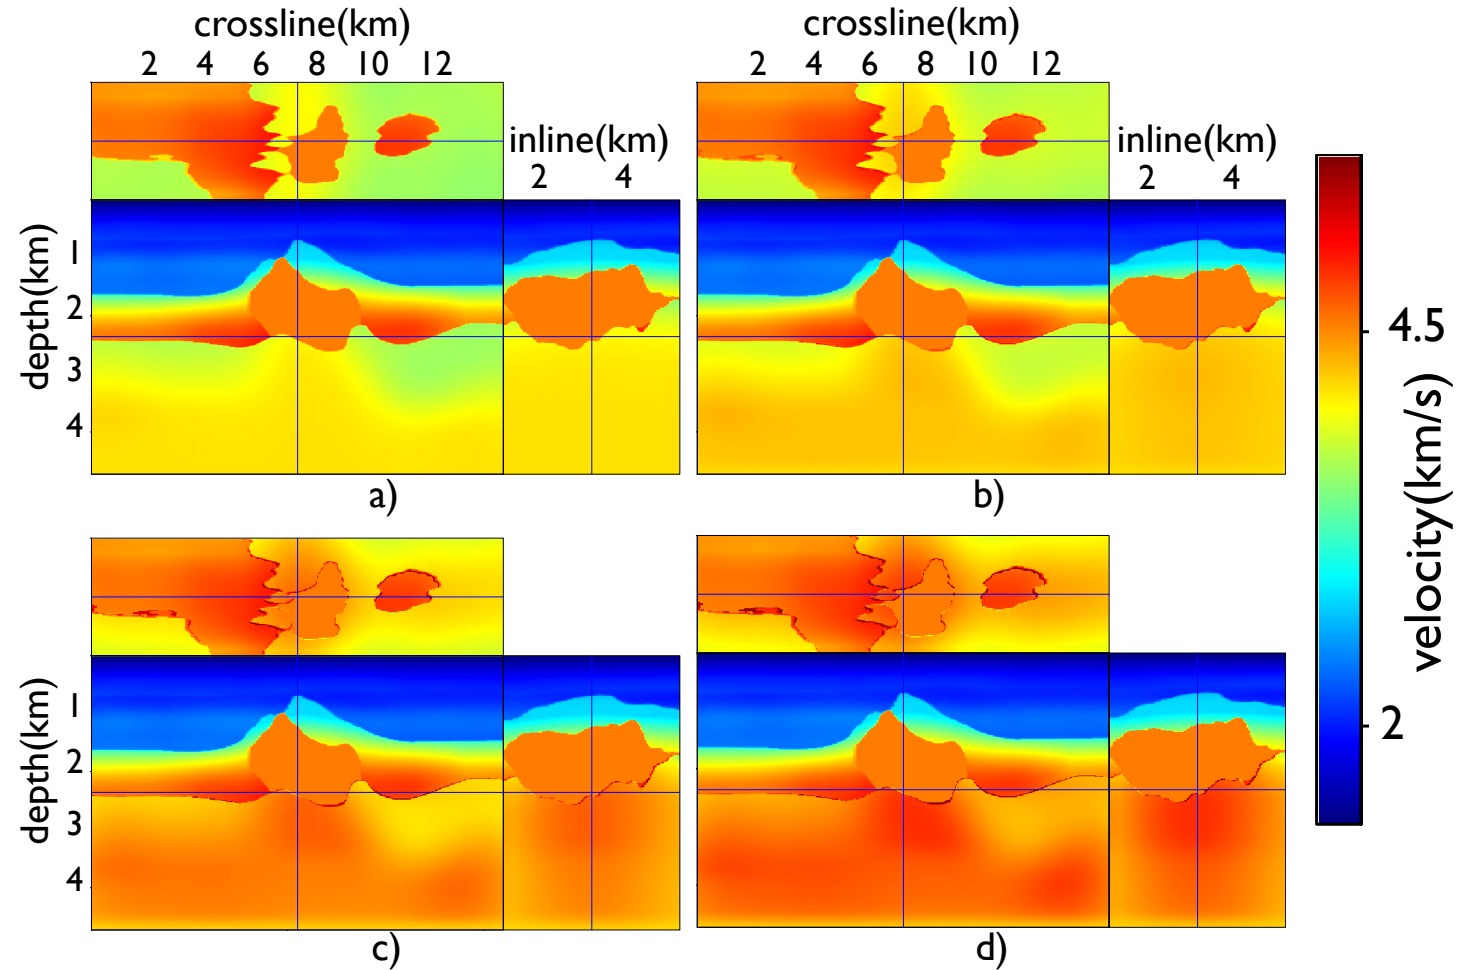 crossline(km)
2 4 6 8 10 12
crossline(km)
2 4 6 8 10 12
inline(km)
2 4
inline(km)
2 4
depth(km)
1
2
3
4
a)
b)
4.5
2
velocity(km/s)
depth(km)
1
2
3
4
c)
d)